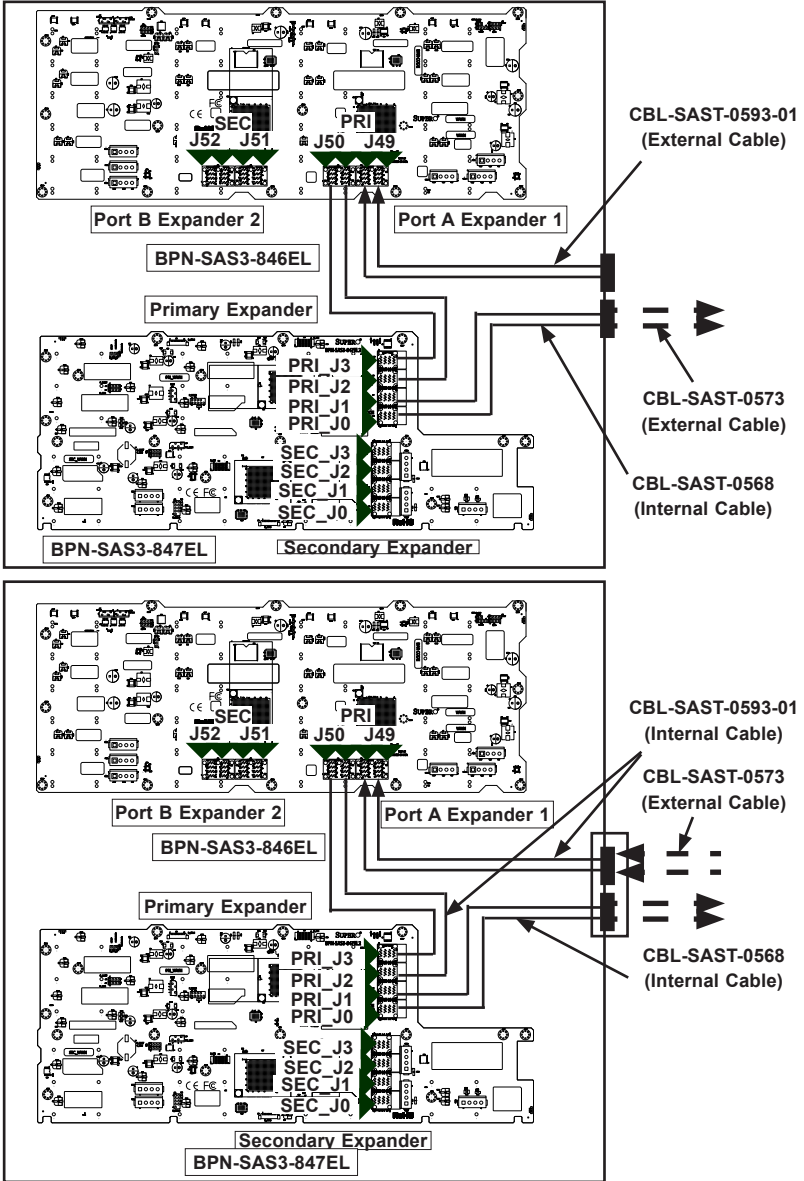 SEC
PRI
J52 J51
J50 J49
SUPER
Port B Expander 2
Port A Expander 1
BPN-SAS3-846EL
CBL-SAST-0593-01
(External Cable)
Primary Expander
SUPER
PRI_J3
PRI_J2
PRI_J1
PRI_J0
SEC_J3
SEC_J2
SEC_J1
SEC_J0
CBL-SAST-0573
(External Cable)
CBL-SAST-0568
(Internal Cable)
BPN-SAS3-847EL
Secondary Expander
SEC
PRI
J52 J51
J50 J49
SUPER
Port B Expander 2
Port A Expander 1
BPN-SAS3-846EL
CBL-SAST-0593-01
(Internal Cable)
CBL-SAST-0573
(External Cable)
Primary Expander
SUPER
PRI_J3
PRI_J2
PRI_J1
PRI_J0
SEC_J3
SEC_J2
SEC_J1
SEC_J0
CBL-SAST-0568
(Internal Cable)
Secondary Expander
BPN-SAS3-847EL